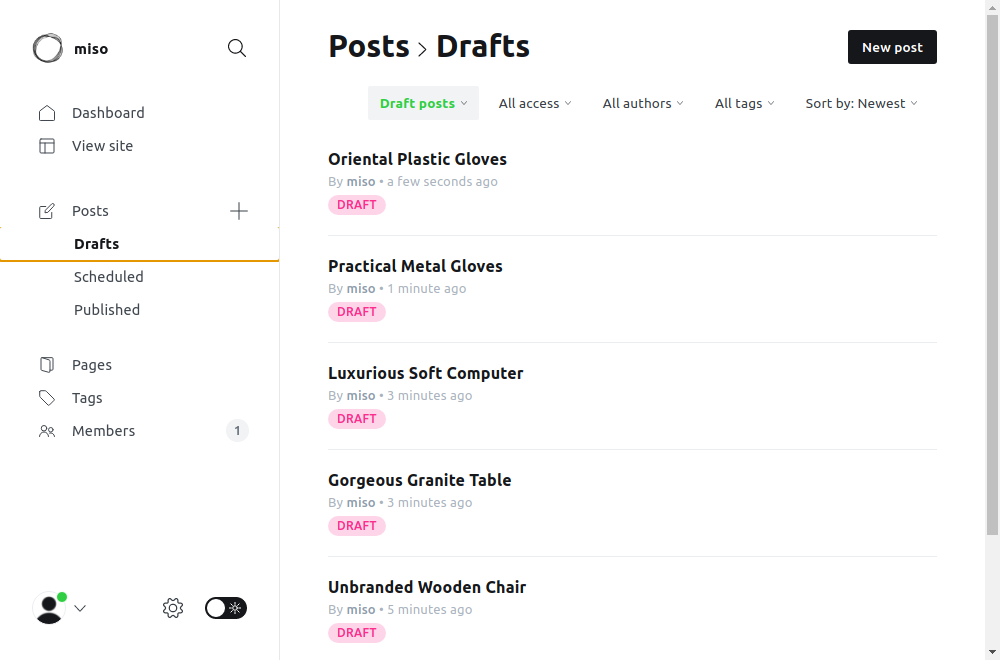 miso
Dashboard
View site
Posts
Drafts
Scheduled
Published
Pages
Tags
Members 1
Posts › Drafts
New post
Draft posts All access All authors All tags Sort by: Newest
Oriental Plastic Gloves
By miso • a few seconds ago
DRAFT
Practical Metal Gloves
By miso • 1 minute ago
DRAFT
Luxurious Soft Computer
By miso • 3 minutes ago
DRAFT
Gorgeous Granite Table
By miso • 3 minutes ago
DRAFT
Unbranded Wooden Chair
By miso • 5 minutes ago
DRAFT